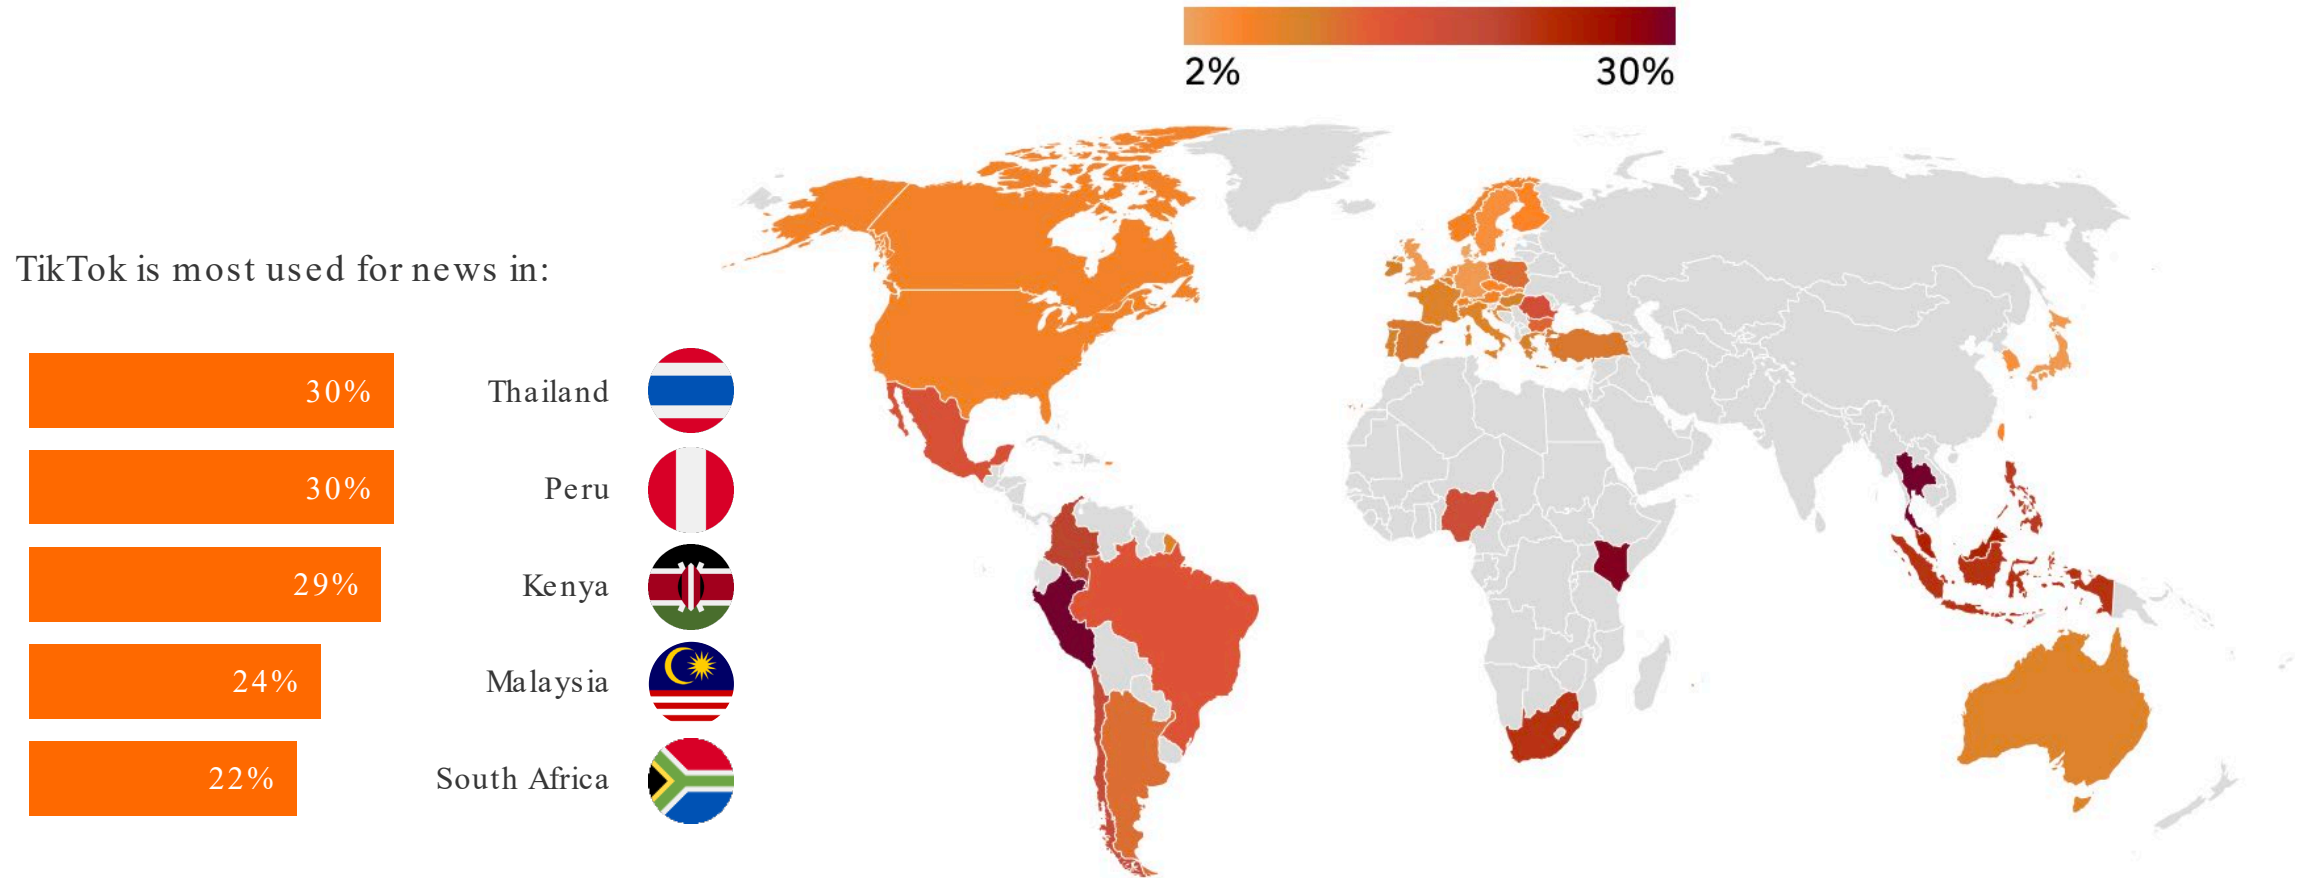 2% 30%
TikTok is most used for news in:
30% Thailand
30% Peru
29% Kenya
24% Malaysia
22% South Africa